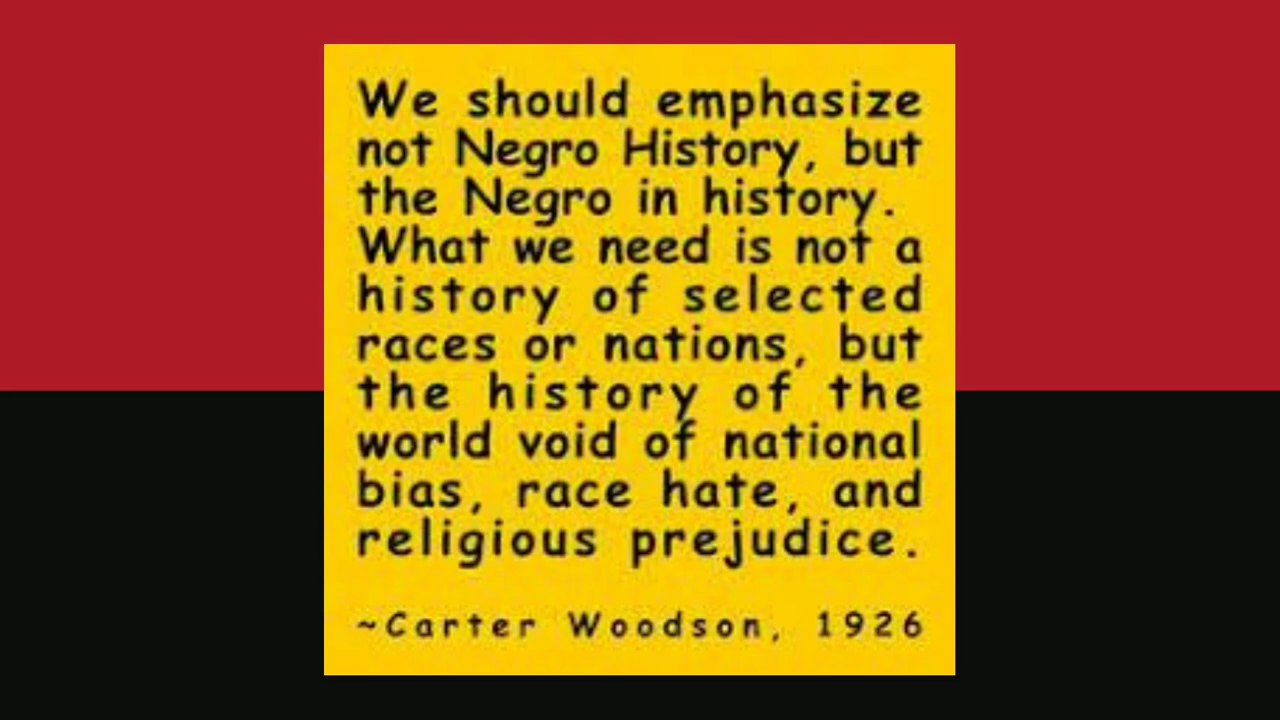 We should emphasize
not Negro History, but
the Negro in history.
What we need is not a
history of selected
races or nations, but
the history of the
world void of national
bias, race hate, and
religious prejudice.
~Carter Woodson, 1926